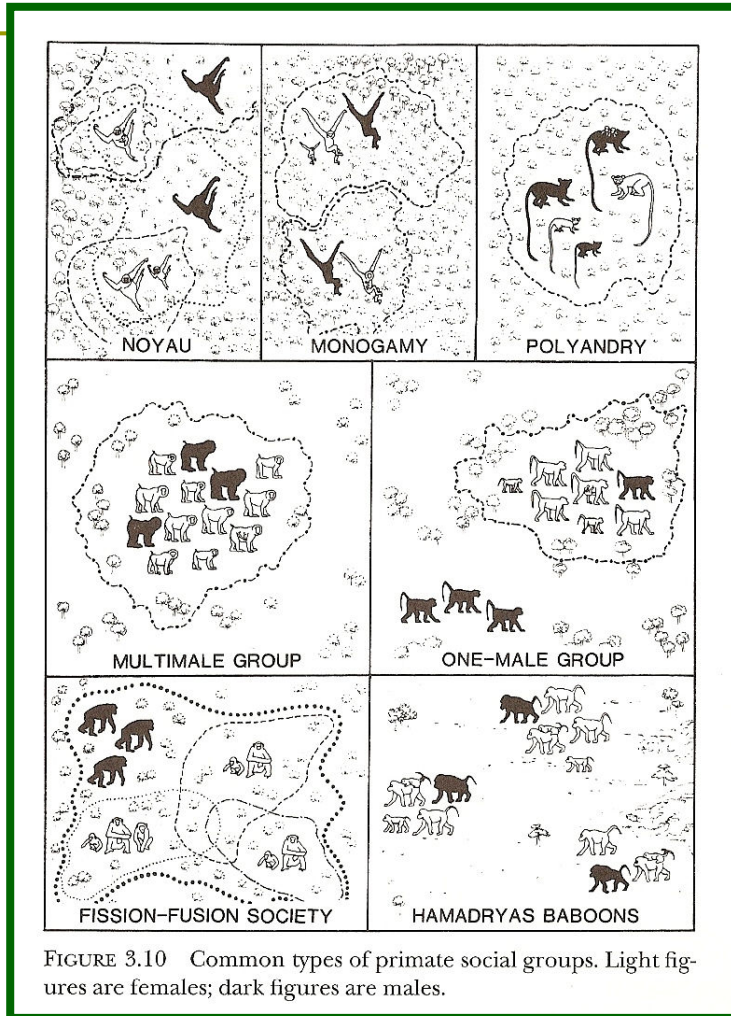 NOYAU
MONOGAMY
POLYANDRY
MULTIMALE GROUP
ONE-MALE GROUP
FISSION-FUSION SOCIETY
HAMADRYAS BABOONS
FIGURE 3.10 Common types of primate social groups. Light fig-
ures are females; dark figures are males.